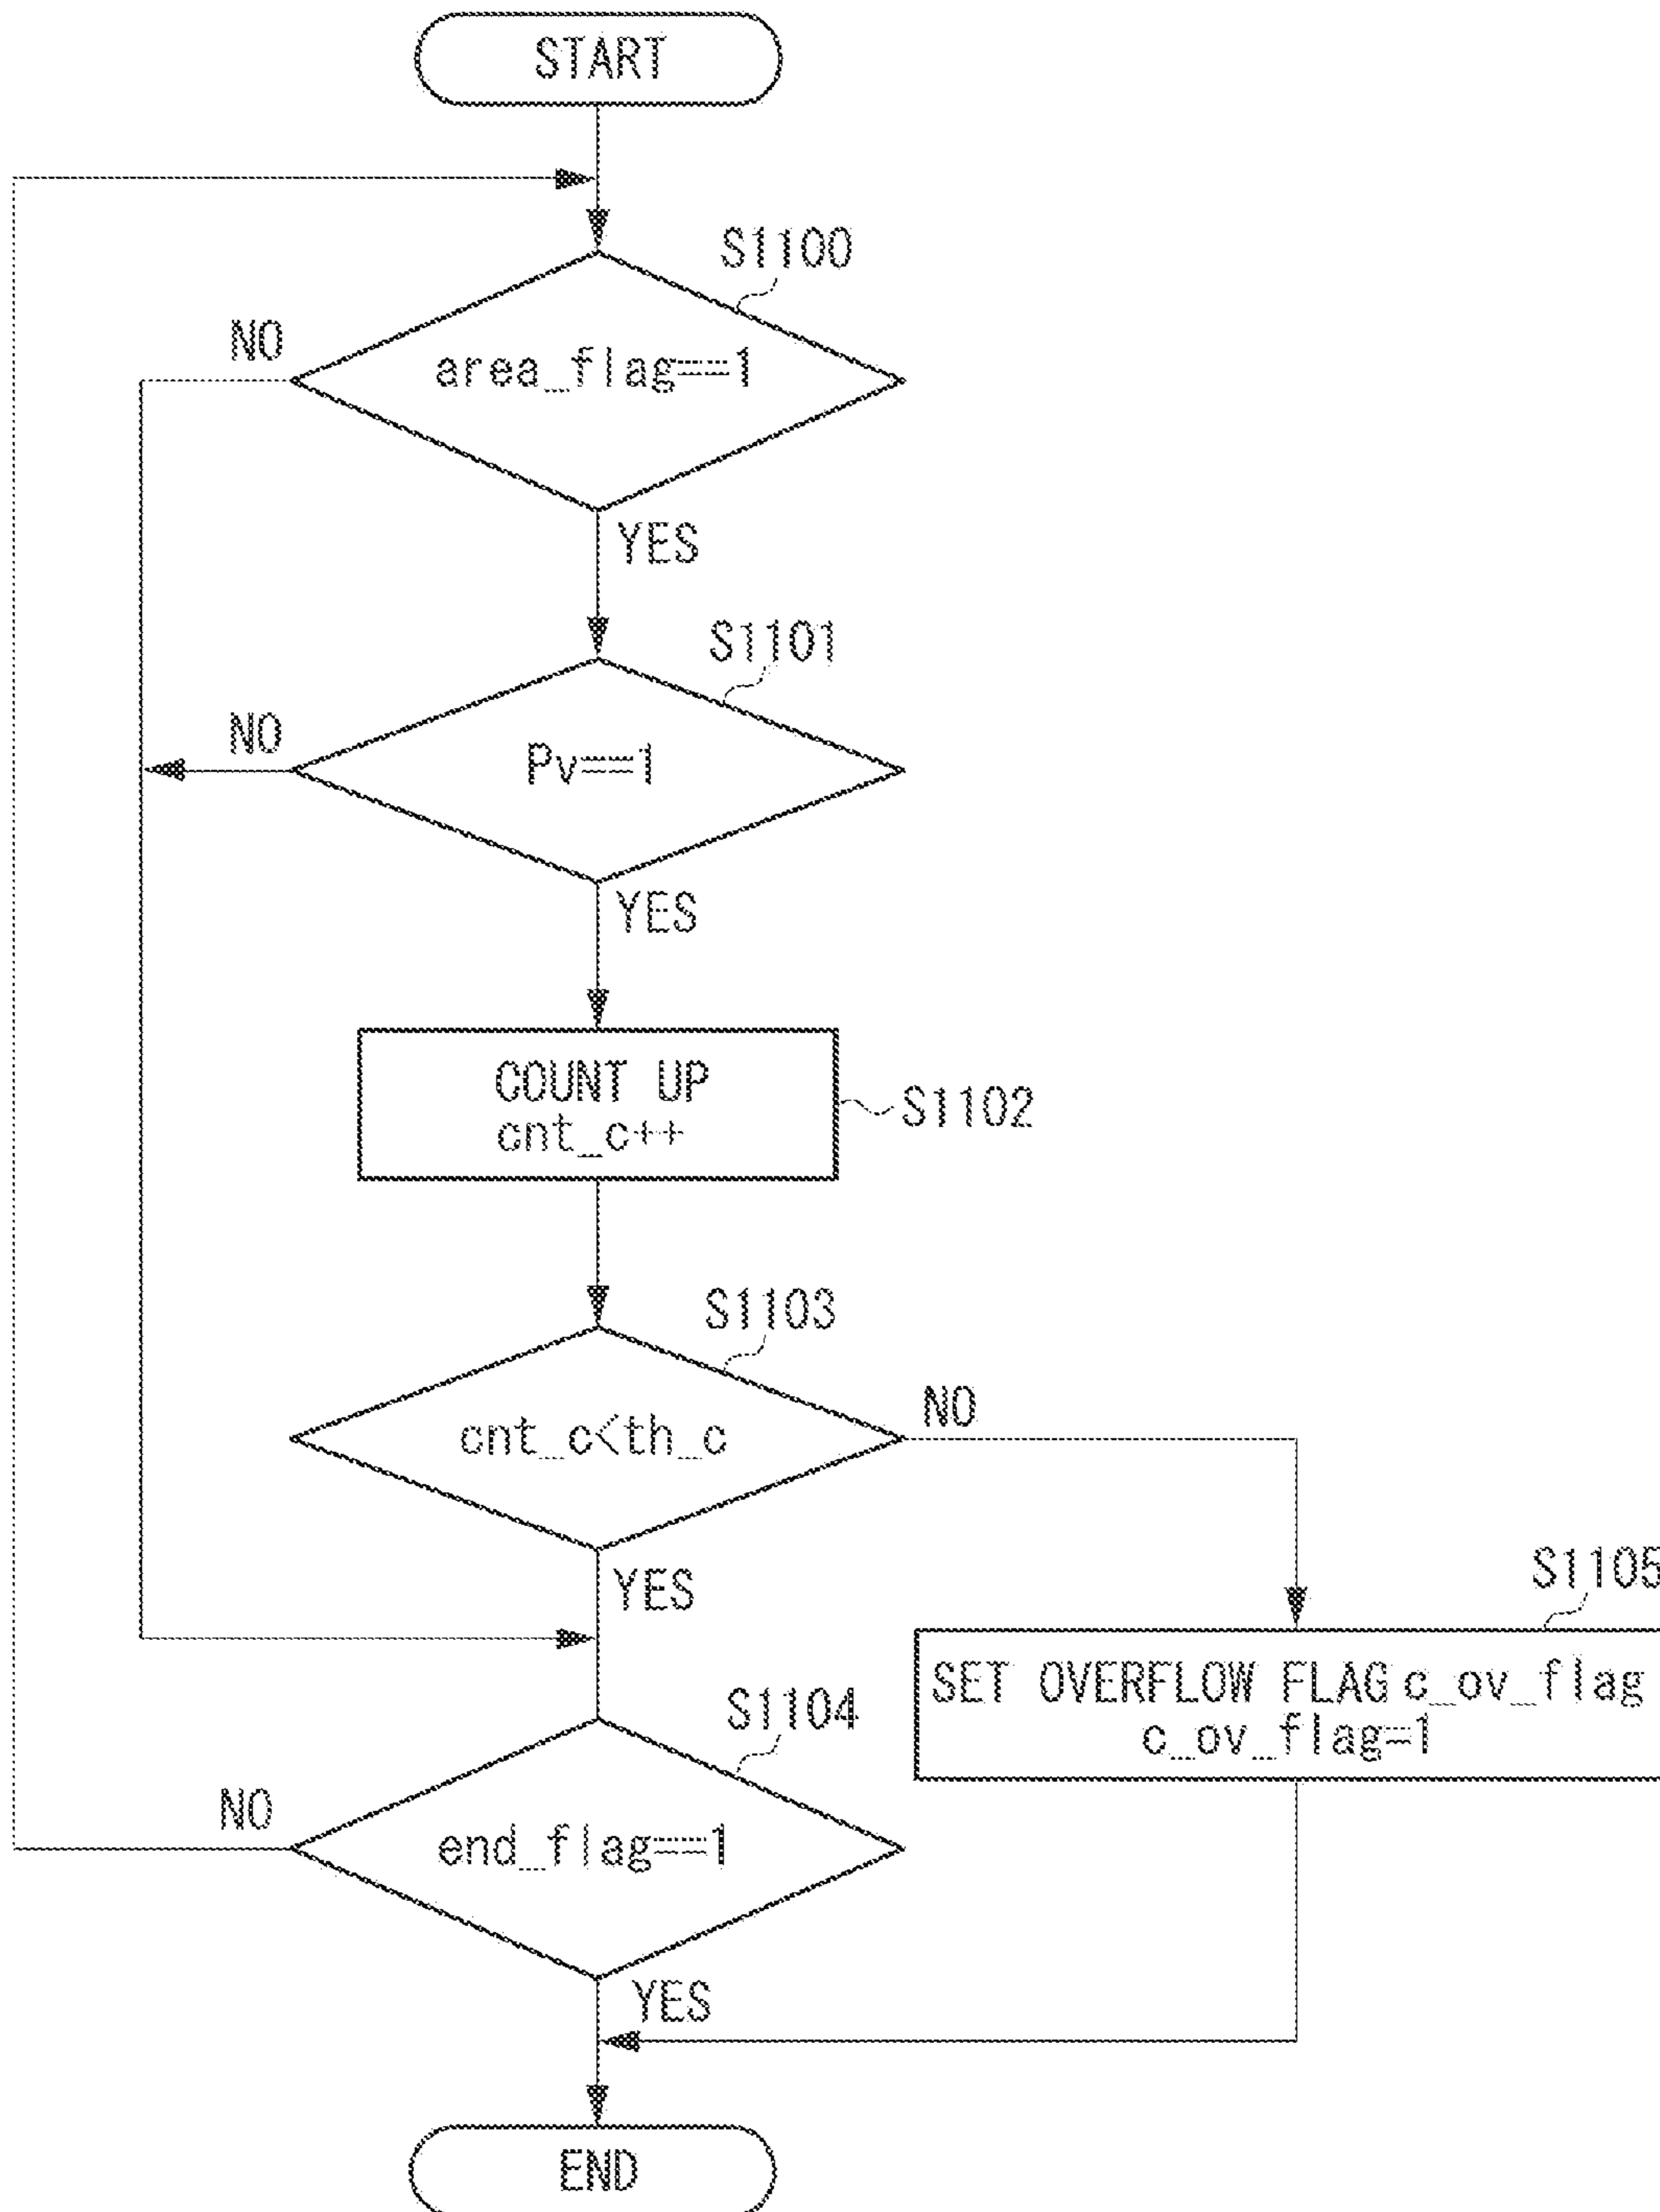 START
S1100
NO
area_flag==1
YES
S1101
NO
Pv==1
YES
COUNT UP
cnt_c++
S1102
S1103
NO
cnt_c<th_c
YES
S1105
SET OVERFLOW FLAG c_ov_flag
c_ov_flag=1
S1104
NO
end_flag==1
YES
END